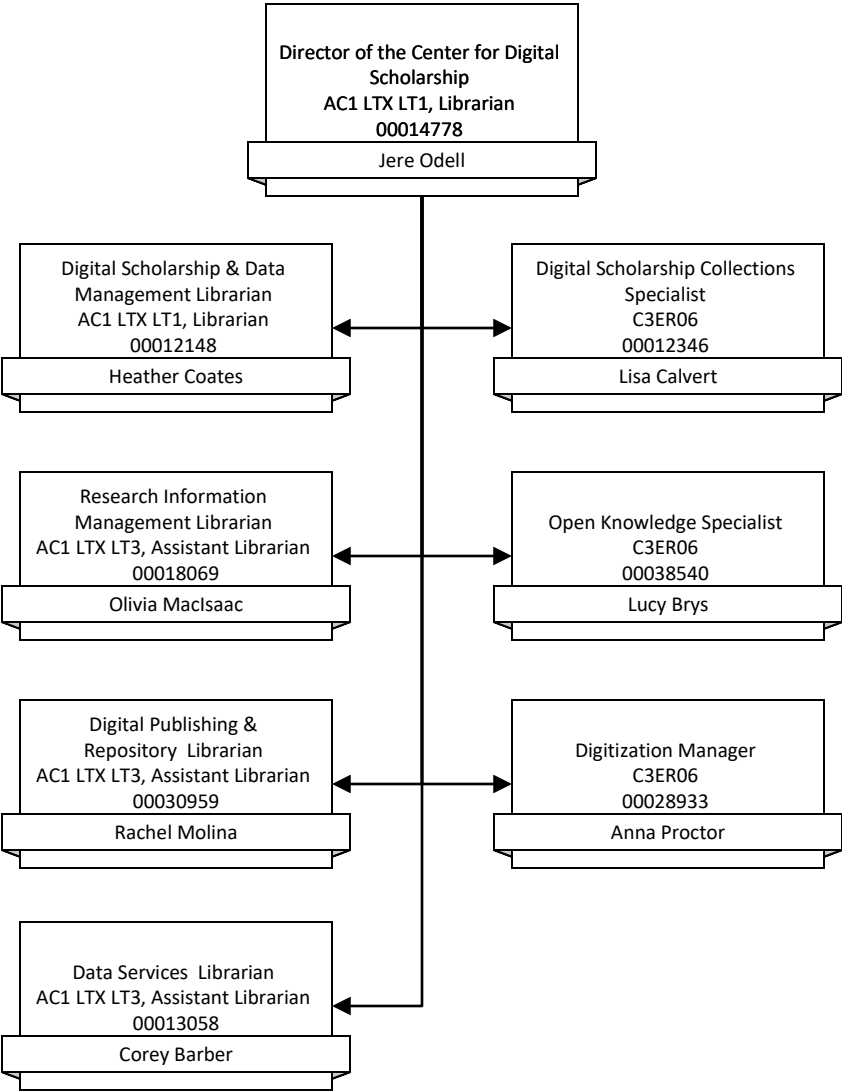 Director of the Center for Digital
Scholarship
AC1 LTX LT1, Librarian
00014778
Jere Odell
Digital Scholarship & Data
Management Librarian
AC1 LTX LT1, Librarian
00012148
Heather Coates
Digital Scholarship Collections
Specialist
C3ER06
00012346
Lisa Calvert
Research Information
Management Librarian
AC1 LTX LT3, Assistant Librarian
00018069
Olivia MacIsaac
Open Knowledge Specialist
C3ER06
00038540
Lucy Brys
Digital Publishing &
Repository Librarian
AC1 LTX LT3, Assistant Librarian
00030959
Rachel Molina
Digitization Manager
C3ER06
00028933
Anna Proctor
Data Services Librarian
AC1 LTX LT3, Assistant Librarian
00013058
Corey Barber